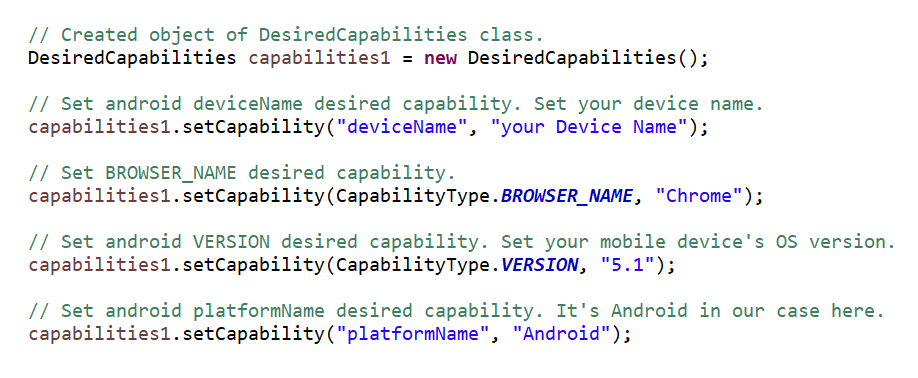 // Created object of DesiredCapabilities class.
DesiredCapabilities capabilities1 = new DesiredCapabilities();
// Set android deviceName desired capability. Set your device name.
capabilities1.setCapability("deviceName", "your Device Name");
// Set BROWSER_NAME desired capability.
capabilities1.setCapability(CapabilityType.BROWSER_NAME, "Chrome");
// Set android VERSION desired capability. Set your mobile device's OS version.
capabilities1.setCapability(CapabilityType.VERSION, "5.1");
// Set android platformName desired capability. It's Android in our case here.
capabilities1.setCapability("platformName", "Android");